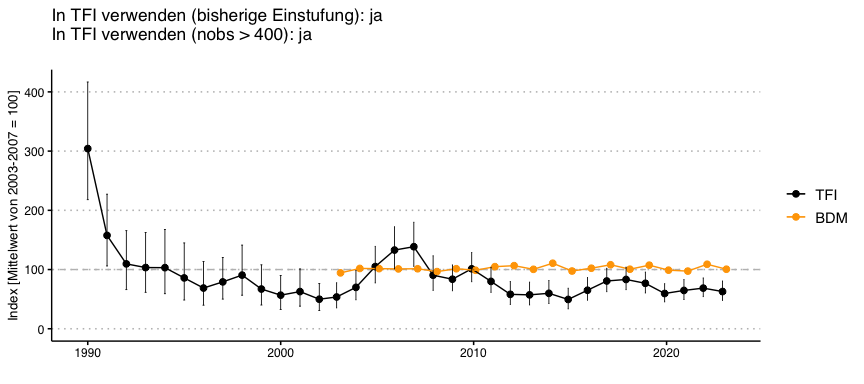 In TFI verwenden (bisherige Einstufung): ja
In TFI verwenden (nobs > 400): ja
Index [Mittelwert von 2003-2007 = 100]
400
300
200
100
0
1990
2000
2010
2020
TFI
BDM